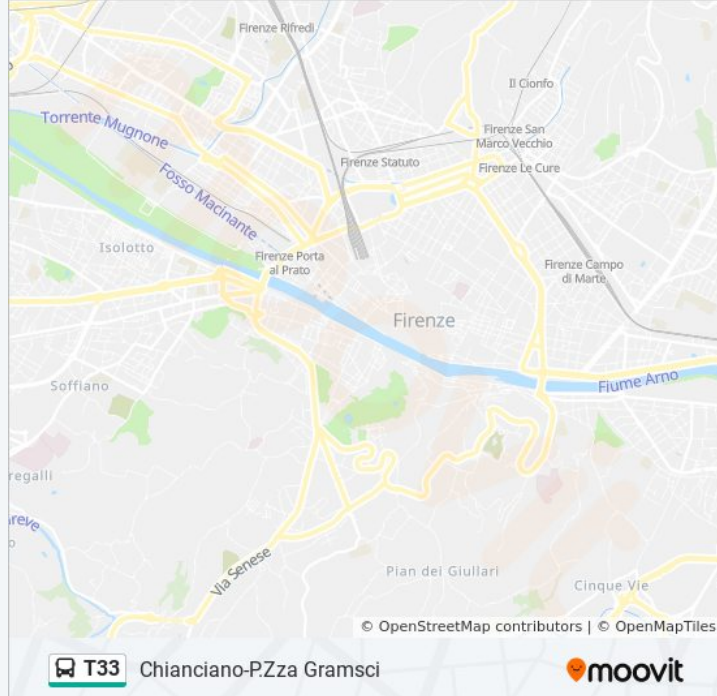 Firenze Rifredi
Il Cionfo
Torrente Mugnone
Firenze San
Marco Vecchio
Firenze Statuto
Firenze Le Cure
Fosso Macinante
Isolotto
Firenze Porta
al Prato
Firenze Campo
di Marte
Firenze
Soffiano
Fiume Arno
regalli
reve
Via Senese
Pian dei Giullari
Cinque Vie
© OpenStreetMap contributors | © OpenMapTiles
T33 Chianciano-P.Zza Gramsci
moovit